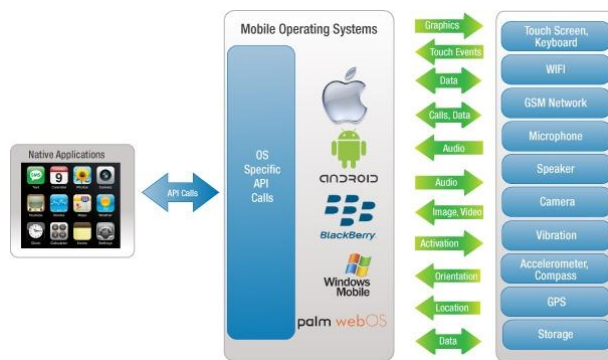 Mobile Operating Systems
Native Applications
API Calls
OS
Specific
API
Calls
ANDROID
BlackBerry
Windows
Mobile
palm webOS
Graphics
Touch Events
Data
Calls, Data
Audio
Audio
Image, Video
Activation
Orientation
Location
Data
Touch Screen,
Keyboard
WIFI
GSM Network
Microphone
Speaker
Camera
Vibration
Accelerometer,
Compass
GPS
Storage